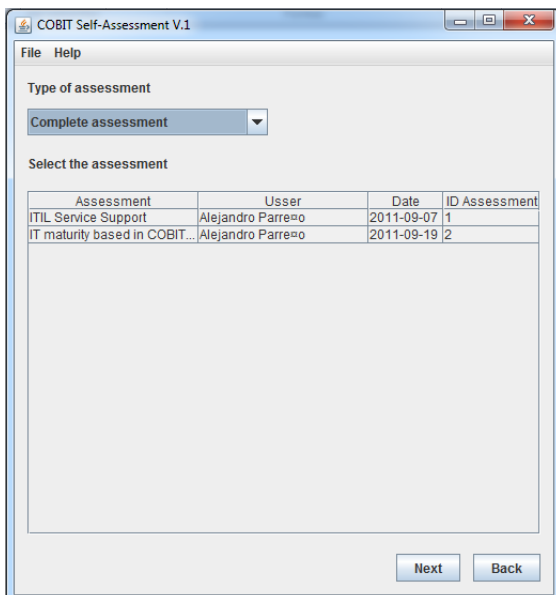 COBIT Self-Assessment V.1
File Help
Type of assessment
Complete assessment
Select the assessment
Assessment Usser Date ID Assessment
ITIL Service Support Alejandro Parre¤o 2011-09-07 1
IT maturity based in COBIT... Alejandro Parre¤o 2011-09-19 2
Next Back